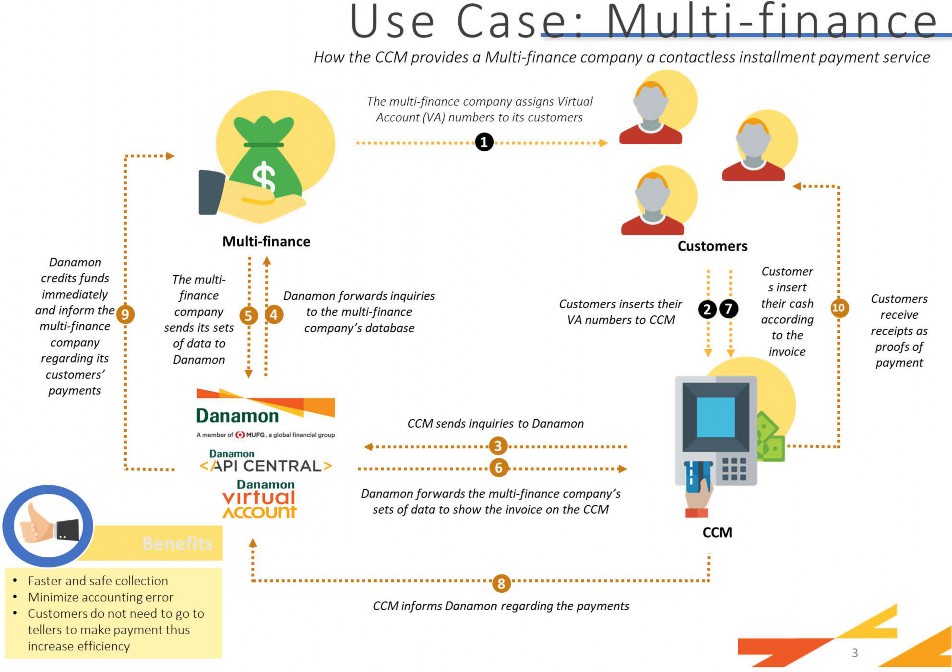 Use Case: Multi-finance
How the CCM provides a Multi-finance company a contactless installment payment service
The multi-finance company assigns Virtual
Account (VA) numbers to its customers
1
$
Multi-finance
Customers
Danamon
credits funds
immediately
and inform the
multi-finance
company
regarding its
customers’
payments
9
The multi-
finance
company
sends its sets
of data to
Danamon
5
4
Danamon forwards inquiries
to the multi-finance
company’s database
Customers inserts their
VA numbers to CCM
2
7
Customer
s insert
their cash
according
to the
invoice
10
Customers
receive
receipts as
proofs of
payment
Danamon
A member of MUFG, a global financial group
Danamon
<API CENTRAL>
Danamon
virtual
ACCOUNT
CCM sends inquiries to Danamon
3
6
Danamon forwards the multi-finance company’s
sets of data to show the invoice on the CCM
CCM
Benefits
• Faster and safe collection
• Minimize accounting error
• Customers do not need to go to
tellers to make payment thus
increase efficiency
8
CCM informs Danamon regarding the payments
3